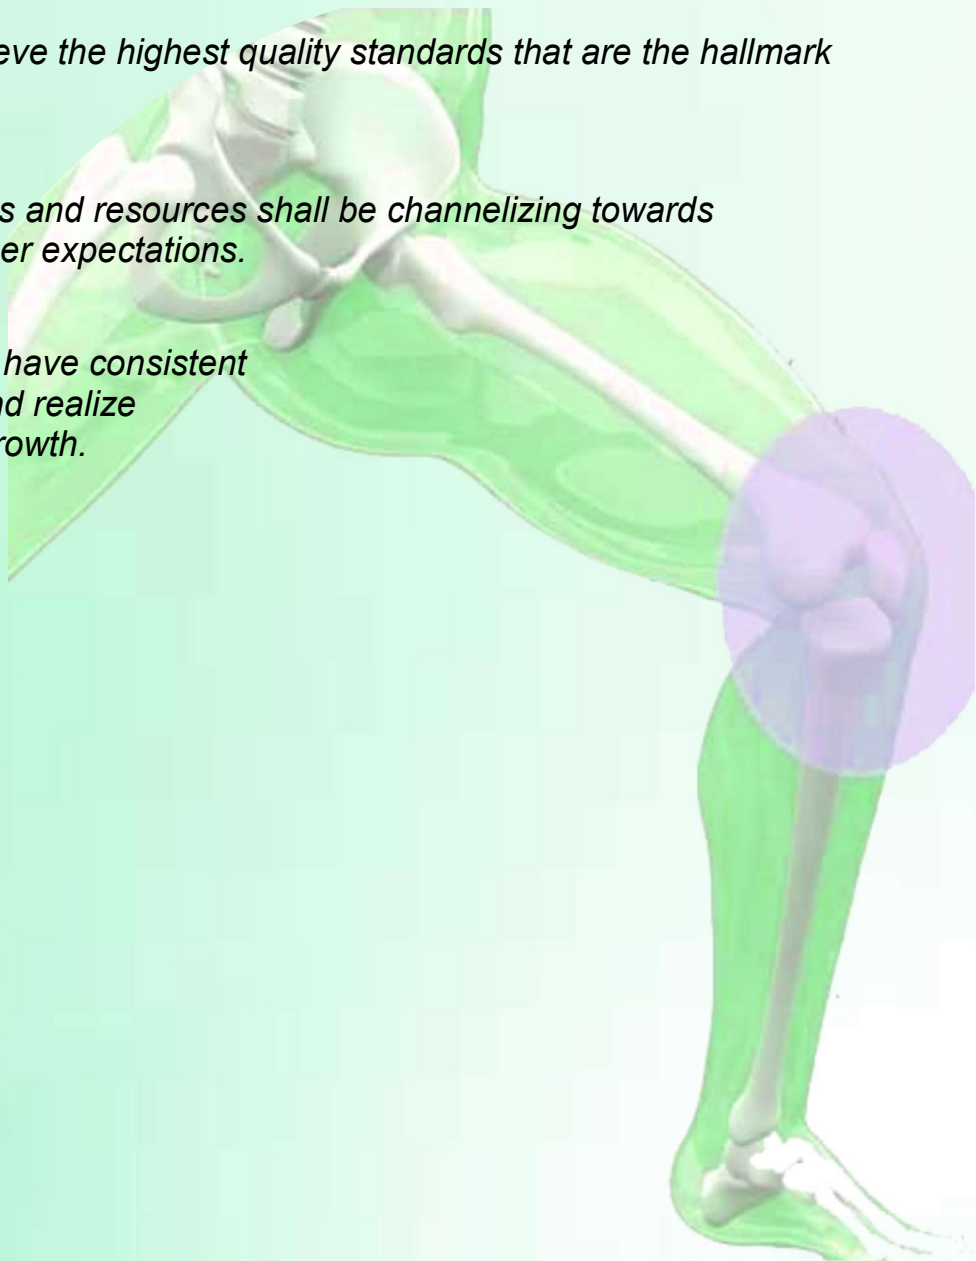 eve the highest quality standards that are the hallmark
s and resources shall be channelizing towards
er expectations.
have consistent
nd realize
rowth.